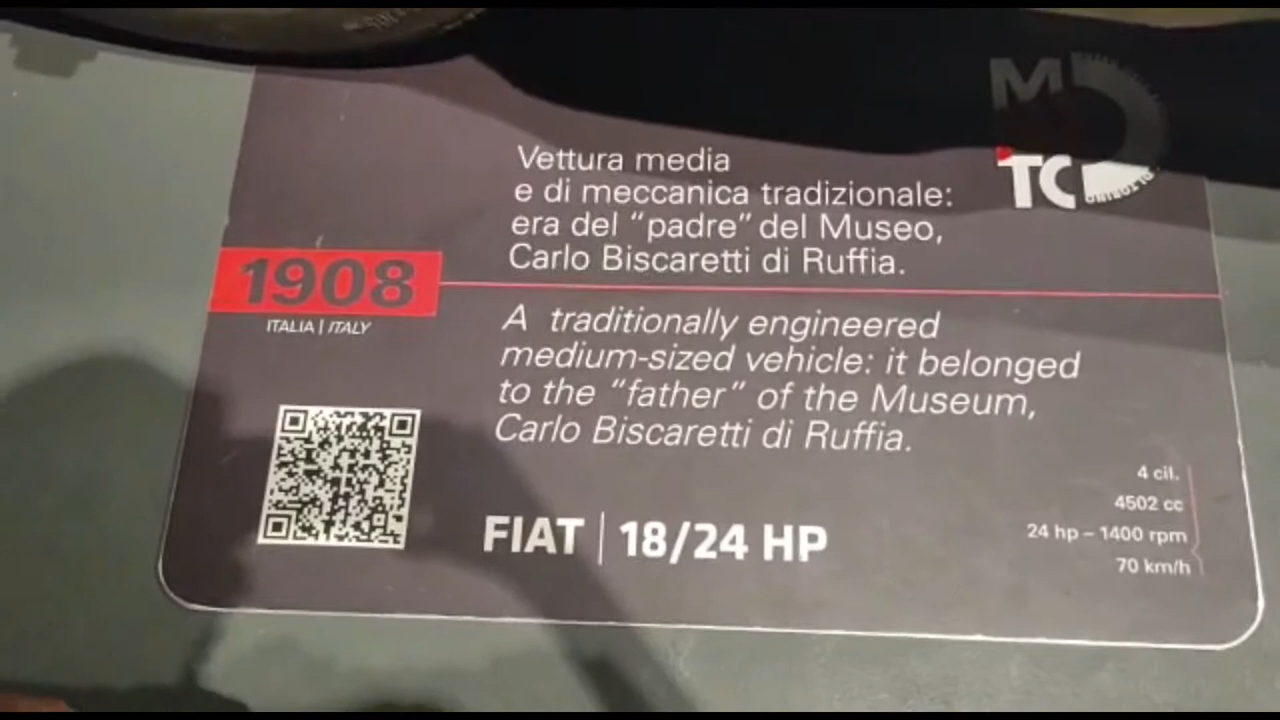 M
TO
Vettura media
e di meccanica tradizionale:
era del “padre” del Museo,
Carlo Biscaretti di Ruffia.
1908
ITALIA | ITALY
A traditionally engineered
medium-sized vehicle: it belonged
to the “father” of the Museum,
Carlo Biscaretti di Ruffia.
FIAT | 18/24 HP
4 cil.
4502 cc
24 hp – 1400 rpm
70 km/h